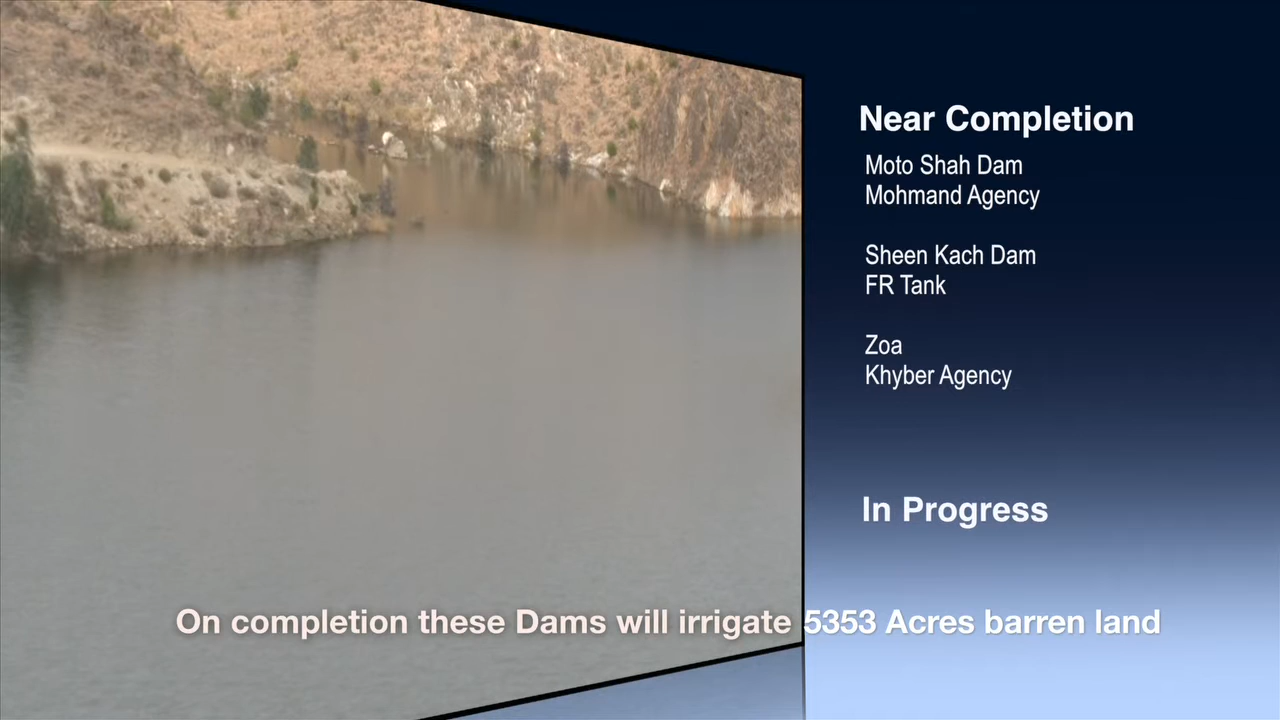 Near Completion
Moto Shah Dam
Mohmand Agency
Sheen Kach Dam
FR Tank
Zoa
Khyber Agency
In Progress
On completion these Dams will irrigate 5353 Acres barren land